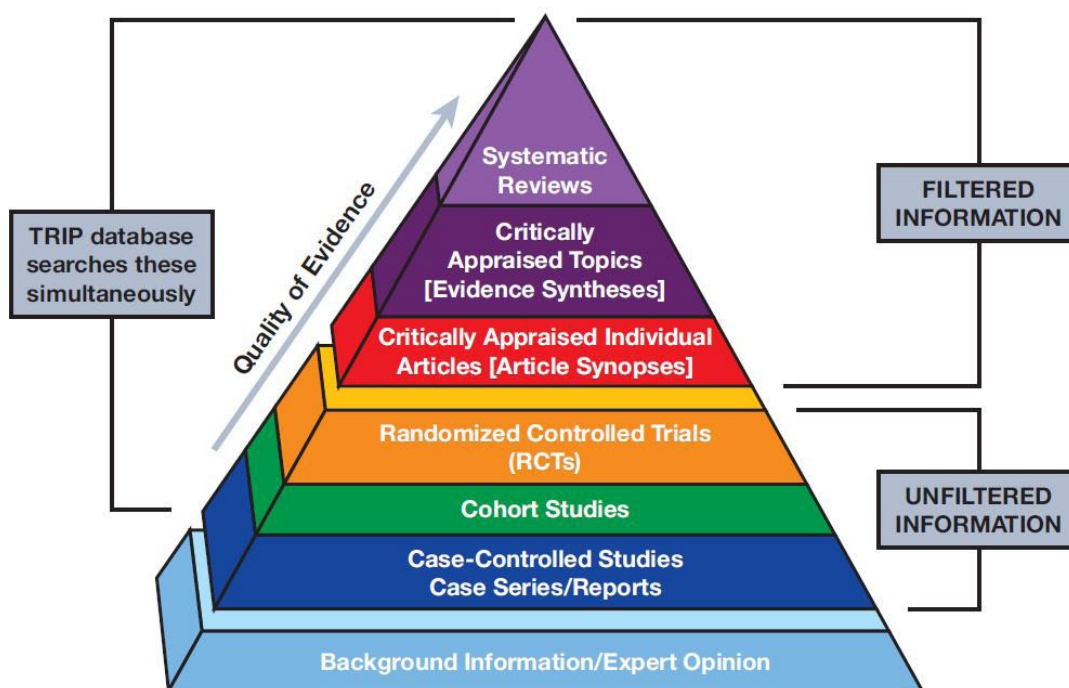 Systematic
Reviews
FILTERED
INFORMATION
TRIP database
searches these
simultaneously
Quality of Evidence
Critically
Appraised Topics
[Evidence Syntheses]
Critically Appraised Individual
Articles [Article Synopses]
Randomized Controlled Trials
(RCTs)
UNFILTERED
INFORMATION
Cohort Studies
Case-Controlled Studies
Case Series/Reports
Background Information/Expert Opinion